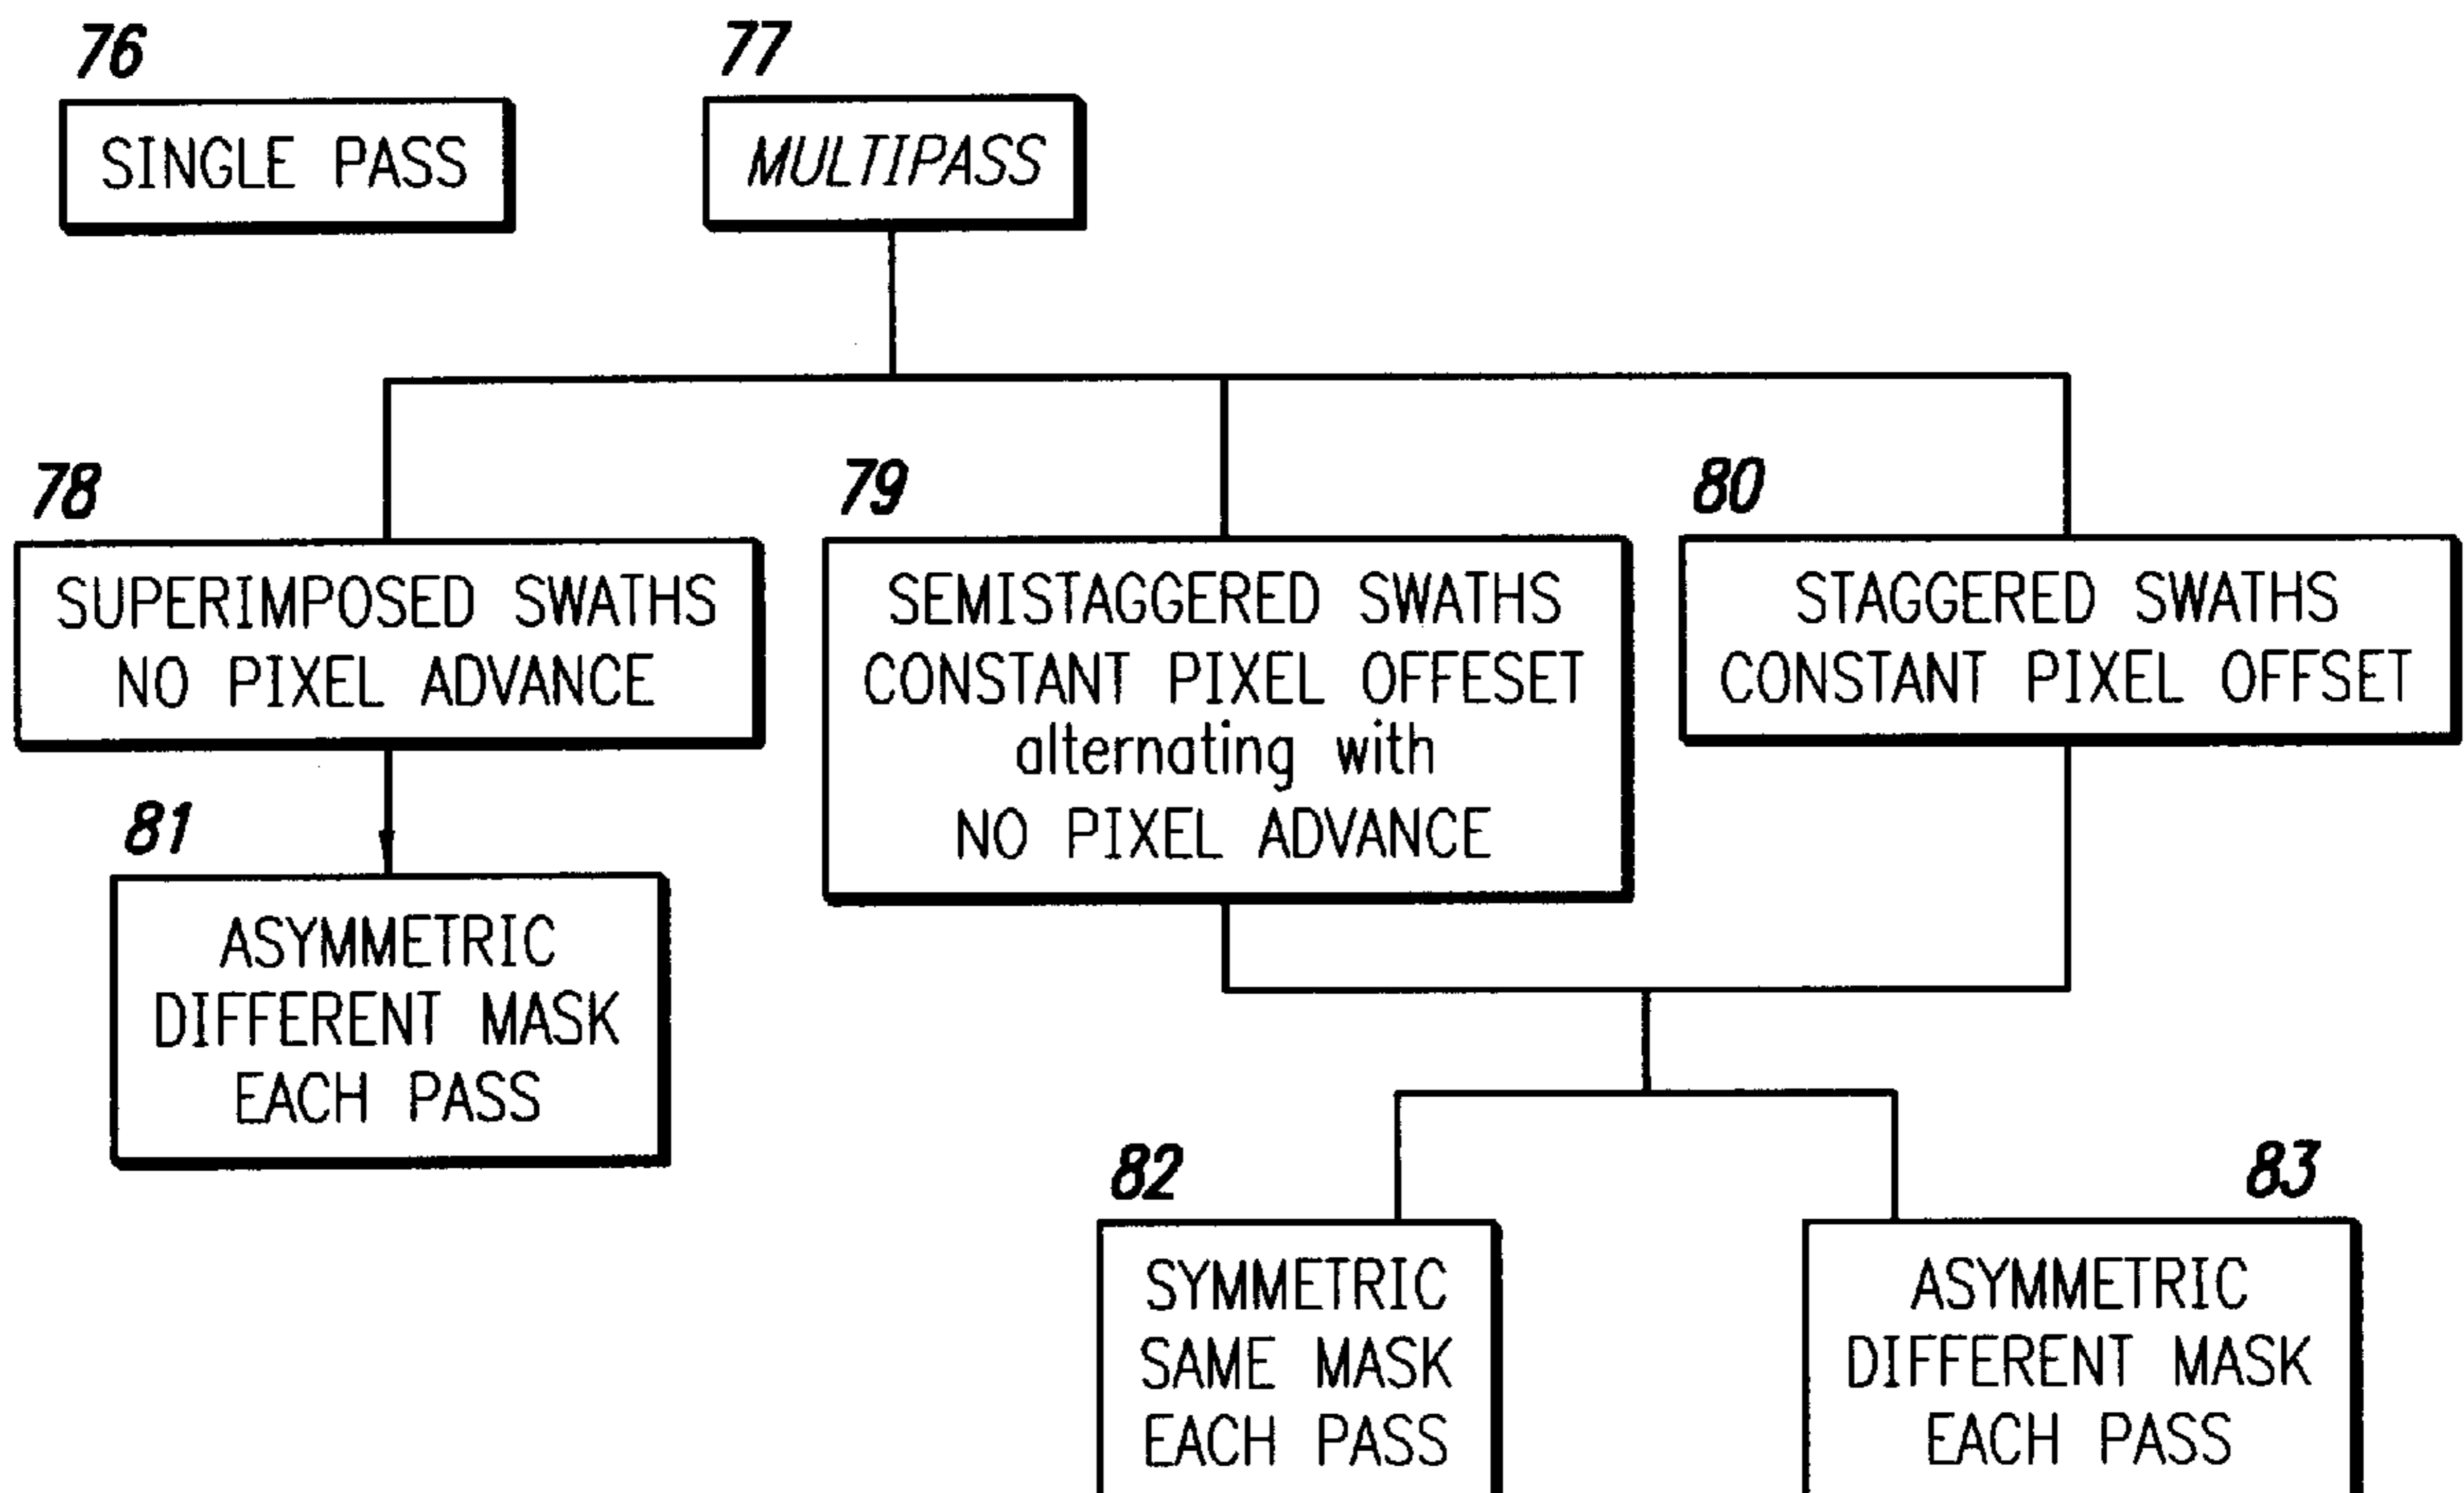 76
SINGLE PASS
77
MULTIPASS
78
SUPERIMPOSED SWATHS
NO PIXEL ADVANCE
79
SEMISTAGGERED SWATHS
CONSTANT PIXEL OFFESET
alternating with
NO PIXEL ADVANCE
80
STAGGERED SWATHS
CONSTANT PIXEL OFFSET
81
ASYMMETRIC
DIFFERENT MASK
EACH PASS
82
SYMMETRIC
SAME MASK
EACH PASS
83
ASYMMETRIC
DIFFERENT MASK
EACH PASS